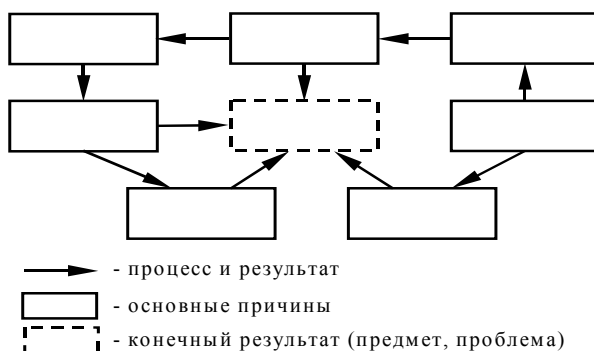 - процесс и результат
- основные причины
- конечный результат (предмет, проблема)